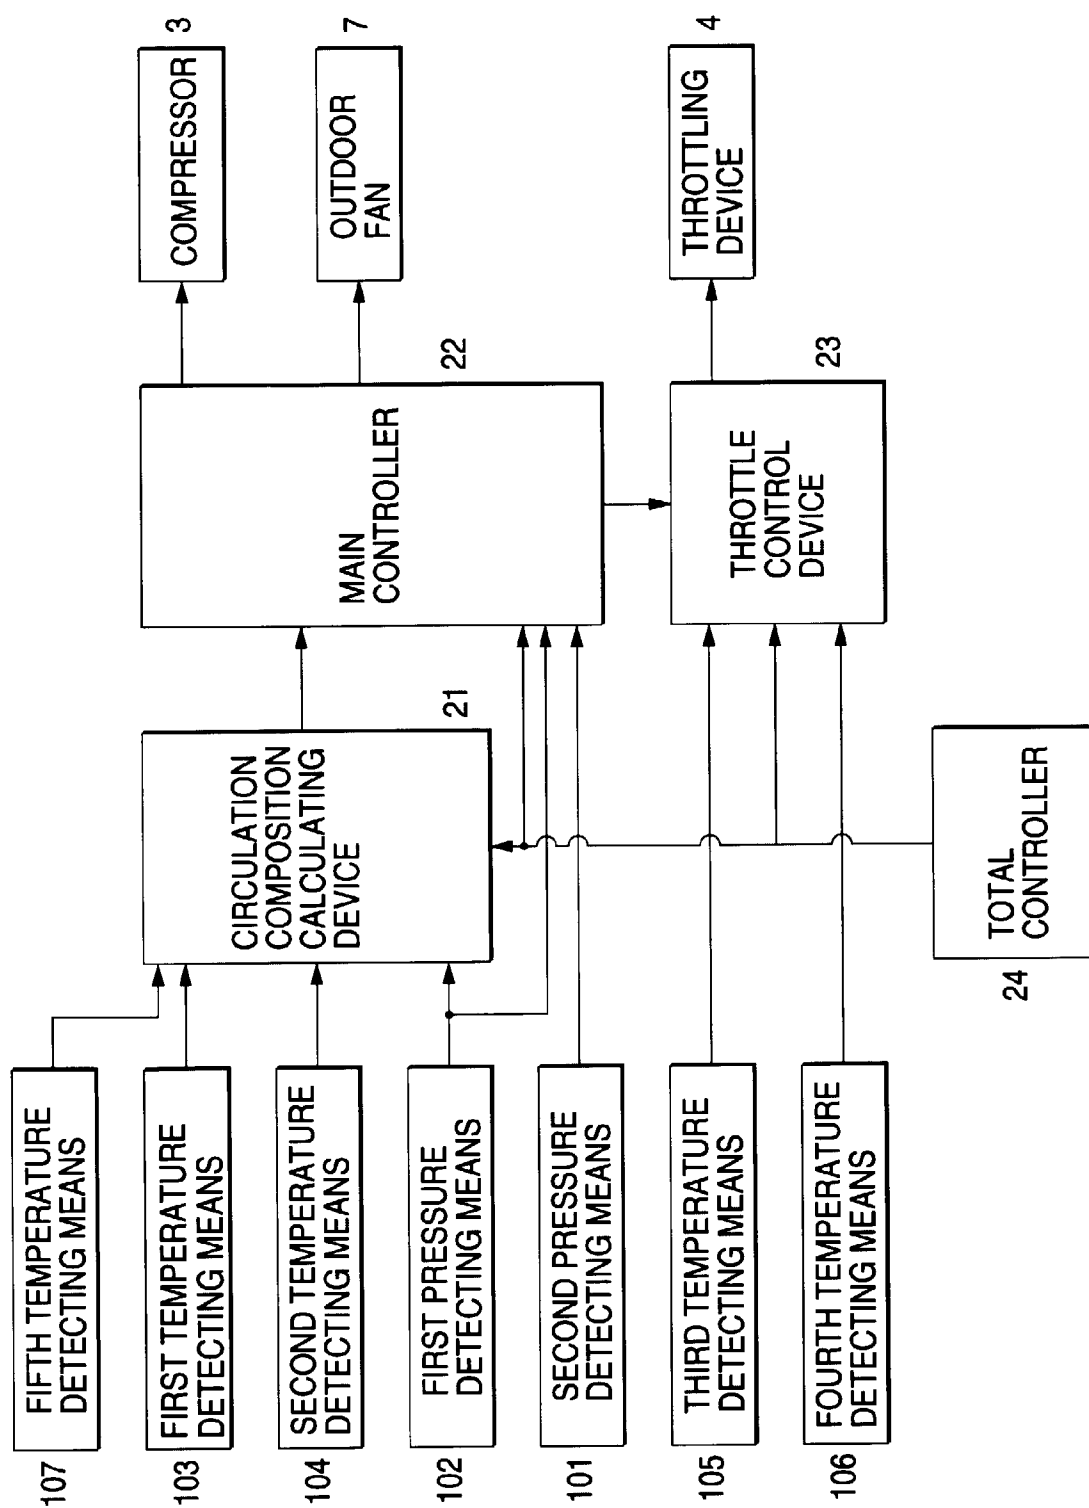 107
FIFTH TEMPERATURE
DETECTING MEANS
103
FIRST TEMPERATURE
DETECTING MEANS
104
SECOND TEMPERATURE
DETECTING MEANS
102
FIRST PRESSURE
DETECTING MEANS
101
SECOND PRESSURE
DETECTING MEANS
105
THIRD TEMPERATURE
DETECTING MEANS
106
FOURTH TEMPERATURE
DETECTING MEANS
CIRCULATION
COMPOSITION
CALCULATING
DEVICE
21
24
TOTAL
CONTROLLER
MAIN
CONTROLLER
22
THROTTLE
CONTROL
DEVICE
23
COMPRESSOR
3
OUTDOOR
FAN
7
THROTTLING
DEVICE
4